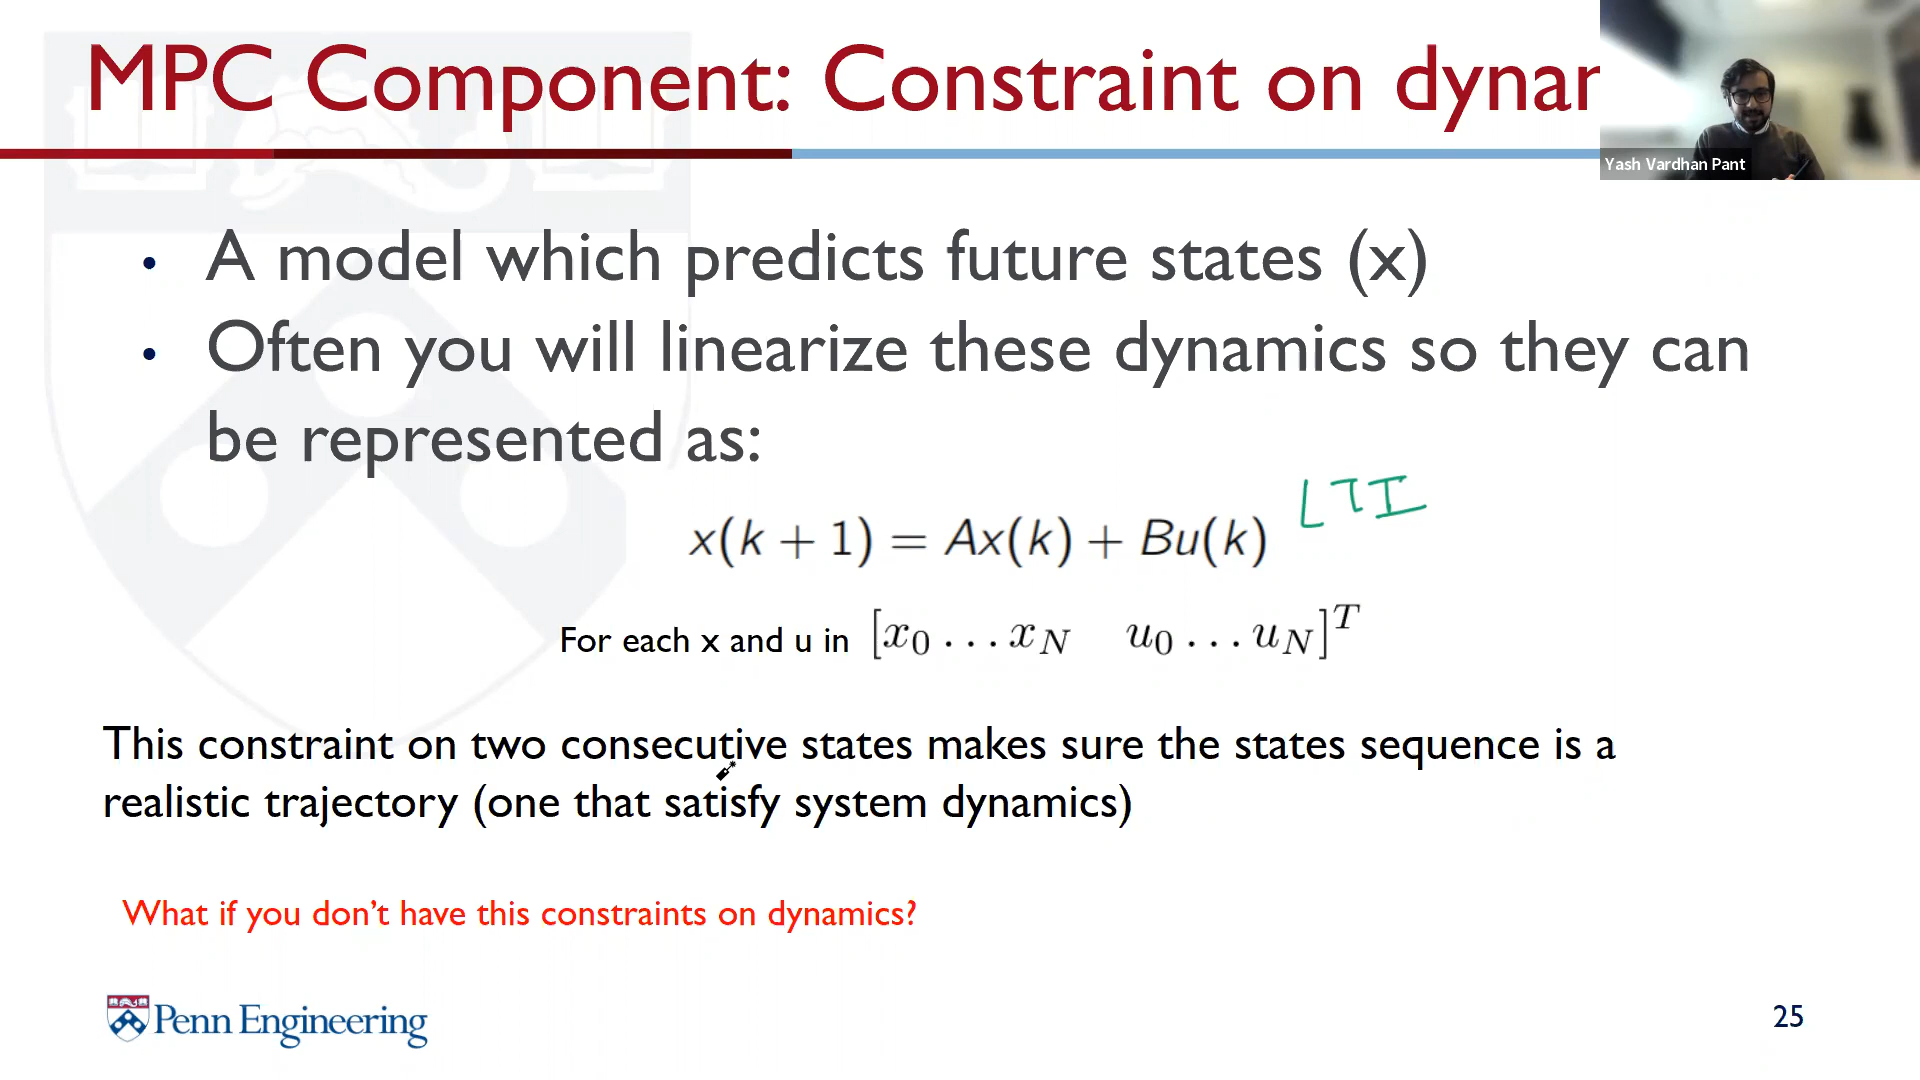 MPC Component: Constraint on dynar
Yash Vardhan Pant
• A model which predicts future states (x)
• Often you will linearize these dynamics so they can
be represented as:
LTI
x(k + 1) = Ax(k) + Bu(k)
For each x and u in [x₀ . . . x_N u₀ . . . u_N]^T
This constraint on two consecutive states makes sure the states sequence is a
realistic trajectory (one that satisfy system dynamics)
What if you don’t have this constraints on dynamics?
Penn Engineering
25